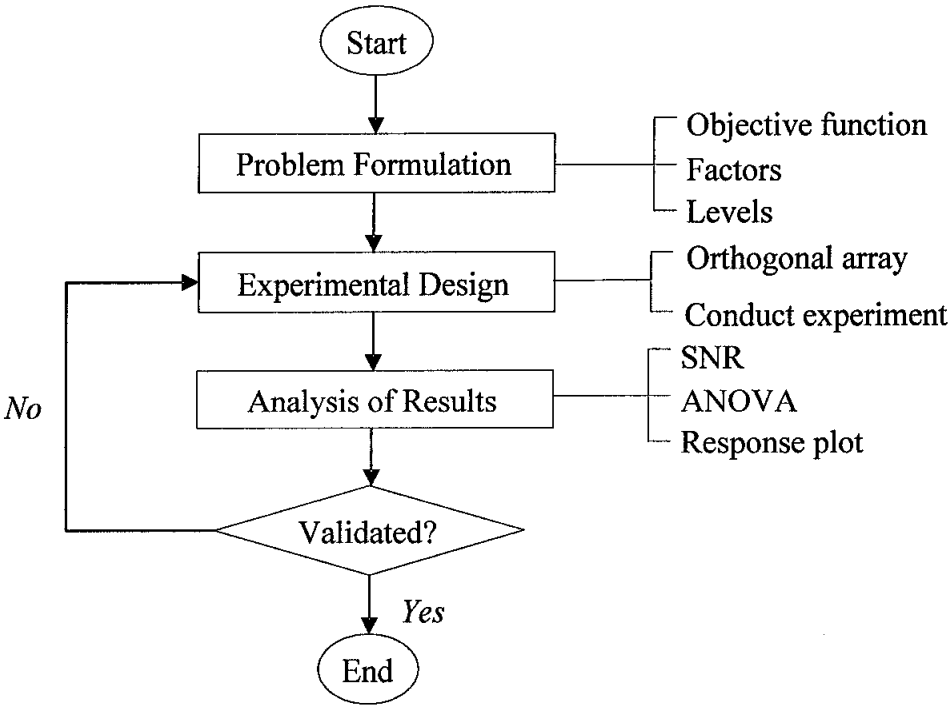 Start
Problem Formulation
Objective function
Factors
Levels
Experimental Design
Orthogonal array
Conduct experiment
Analysis of Results
SNR
ANOVA
Response plot
No
Validated?
Yes
End